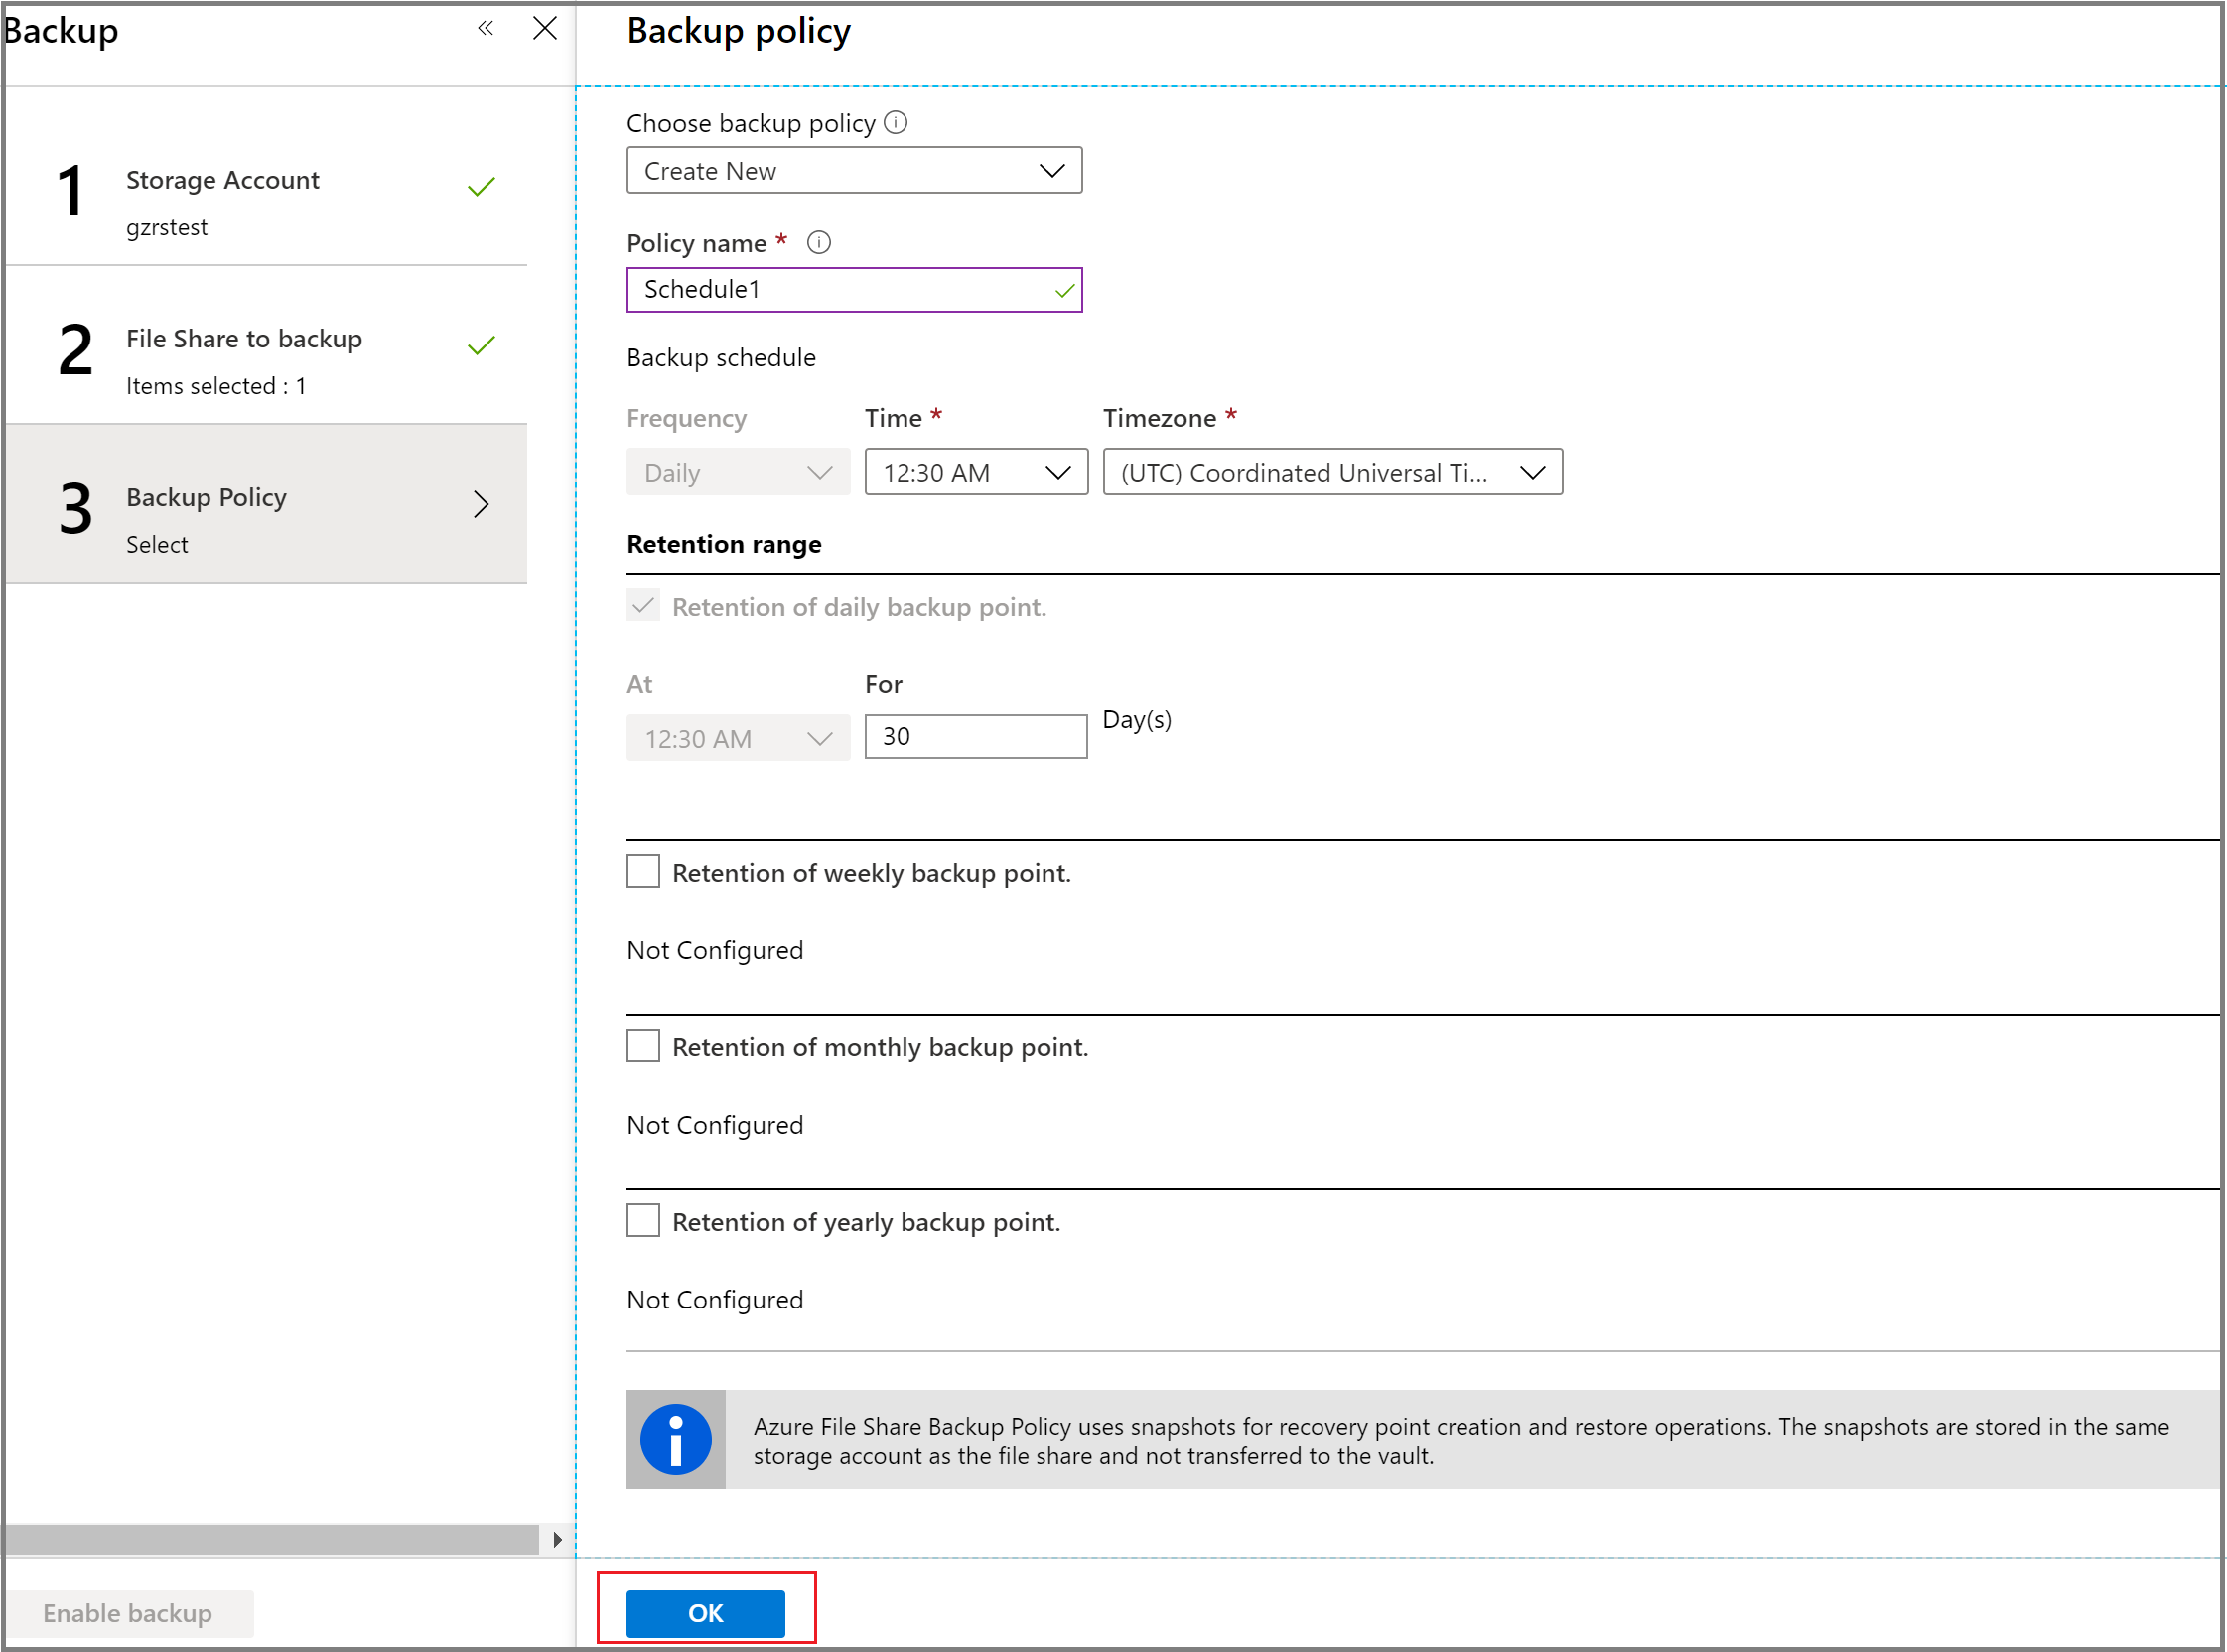 Backup
«
1
Storage Account
gzrstest
2
File Share to backup
Items selected : 1
3
Backup Policy
Select
Enable backup
Backup policy
Choose backup policy
Create New
Policy name *
Schedule1
Backup schedule
Frequency Time * Timezone *
Daily 12:30 AM (UTC) Coordinated Universal Ti...
Retention range
Retention of daily backup point.
At For
12:30 AM 30 Day(s)
Retention of weekly backup point.
Not Configured
Retention of monthly backup point.
Not Configured
Retention of yearly backup point.
Not Configured
Azure File Share Backup Policy uses snapshots for recovery point creation and restore operations. The snapshots are stored in the same
storage account as the file share and not transferred to the vault.
OK